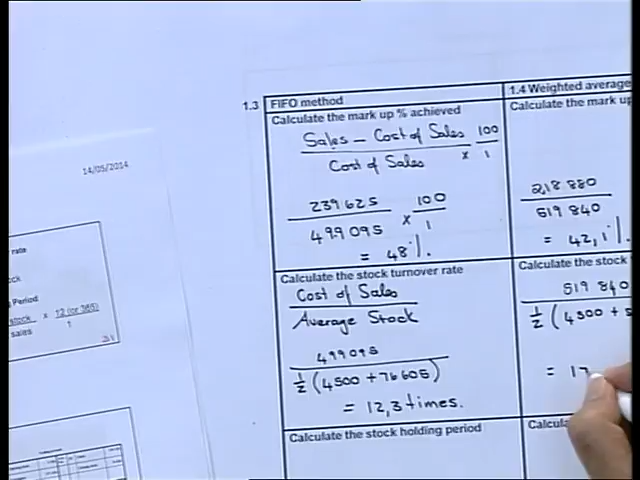 14/05/2014
rate
ock
Period
stock x 12 (or 365)
sales 1
1.3
FIFO method
Calculate the mark up % achieved
Sales - Cost of Sales x 100
Cost of Sales 1
239 625 x 100
499 095 1
= 48%.
Calculate the stock turnover rate
Cost of Sales
Average Stock
499 095
1/2 (4500 + 76 605)
= 12,3 times.
Calculate the stock holding period
1.4 Weighted average
Calculate the mark up
218 880
519 840
= 42,1%.
Calculate the stock
519 840
1/2 (4500 + 5